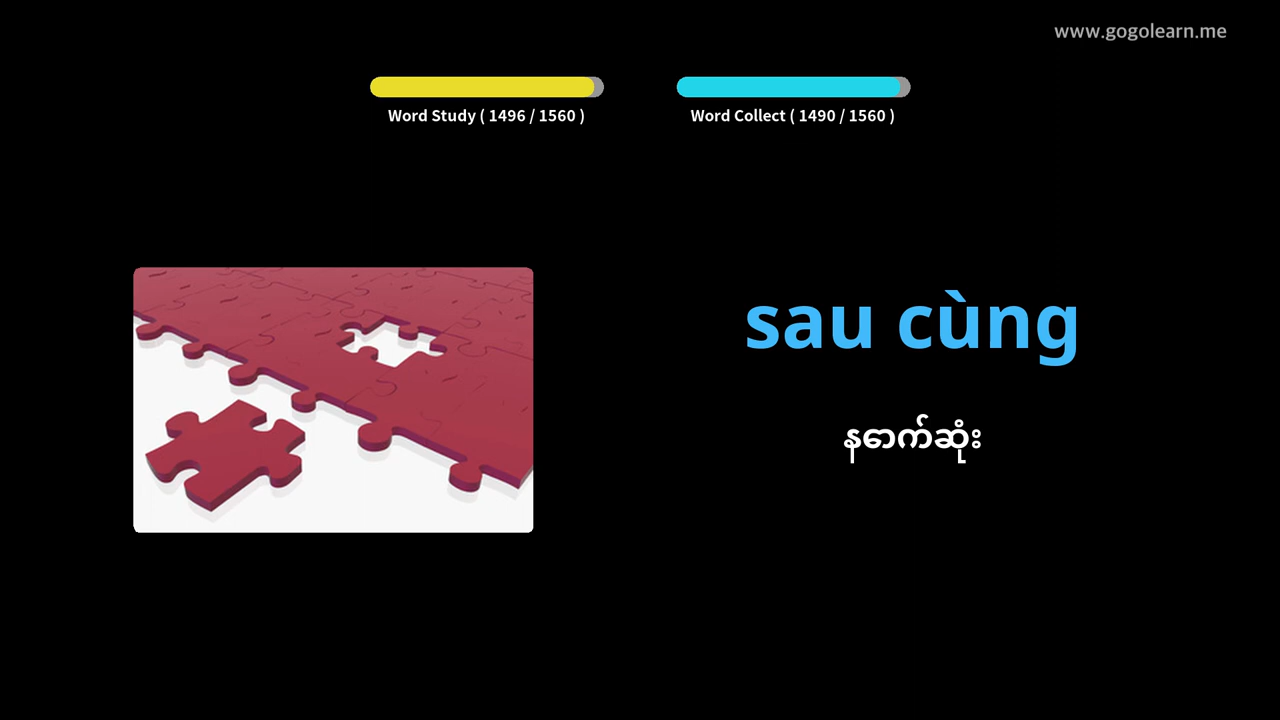 www.gogolearn.me
Word Study ( 1496 / 1560 )
Word Collect ( 1490 / 1560 )
sau cùng
နောက်ဆုံး